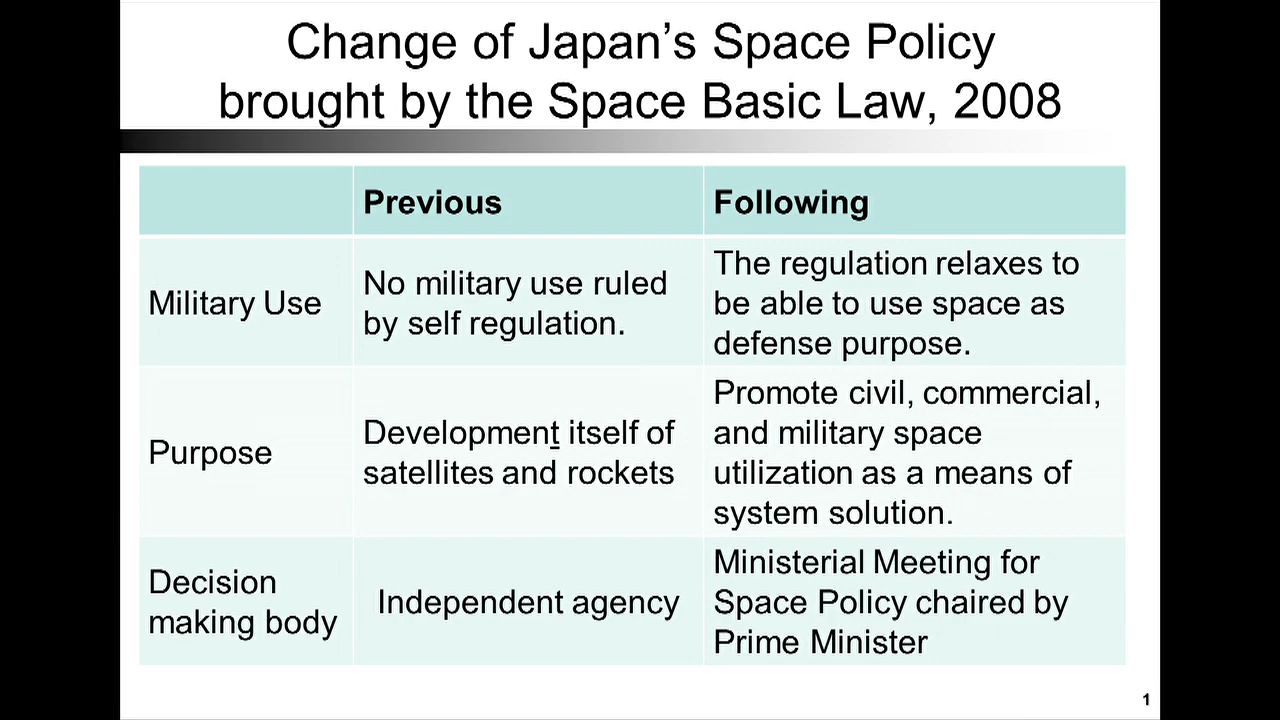 Change of Japan's Space Policy
brought by the Space Basic Law, 2008
Previous
Following
Military Use
No military use ruled
by self regulation.
The regulation relaxes to
be able to use space as
defense purpose.
Purpose
Development itself of
satellites and rockets
Promote civil, commercial,
and military space
utilization as a means of
system solution.
Decision
making body
Independent agency
Ministerial Meeting for
Space Policy chaired by
Prime Minister
1